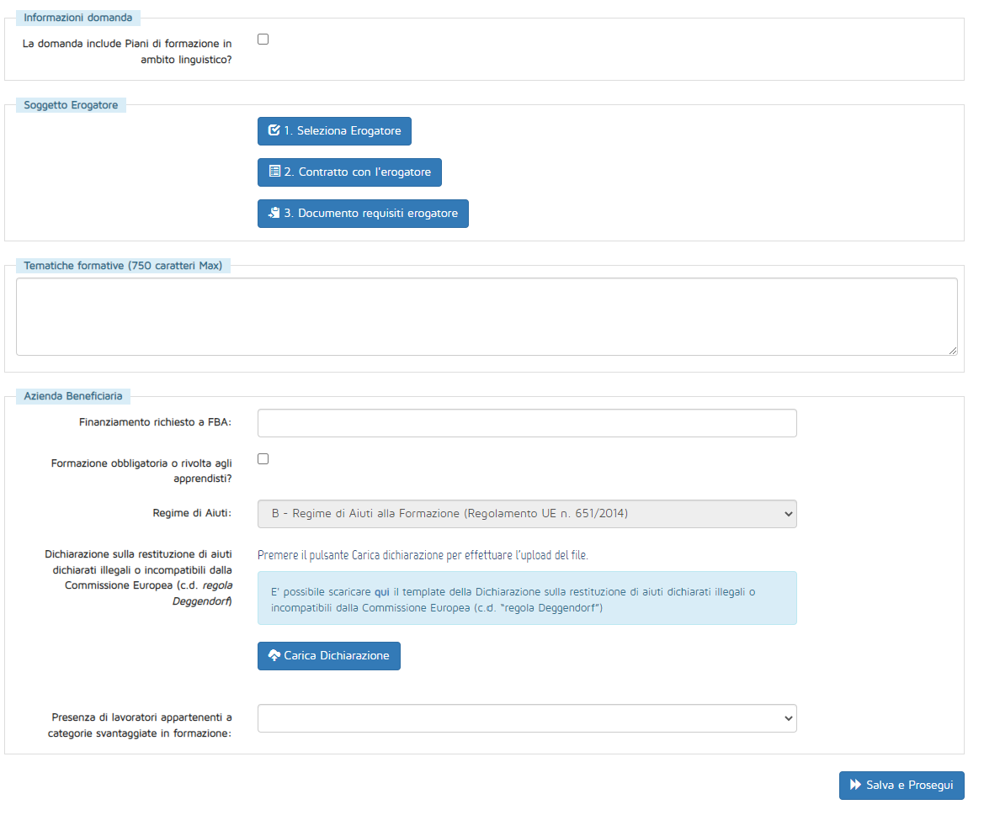 Informazioni domanda
La domanda include Piani di formazione in
ambito linguistico?
Soggetto Erogatore
1. Seleziona Erogatore
2. Contratto con l'erogatore
3. Documento requisiti erogatore
Tematiche formative (750 caratteri Max)
Azienda Beneficiaria
Finanziamento richiesto a FBA:
Formazione obbligatoria o rivolta agli
apprendisti?
Regime di Aiuti:
B - Regime di Aiuti alla Formazione (Regolamento UE n. 651/2014)
Dichiarazione sulla restituzione di aiuti
dichiarati illegali o incompatibili dalla
Commissione Europea (c.d. regola
Deggendorf)
Premere il pulsante Carica dichiarazione per effettuare l'upload del file.
E' possibile scaricare qui il template della Dichiarazione sulla restituzione di aiuti dichiarati illegali o
incompatibili dalla Commissione Europea (c.d. "regola Deggendorf")
Carica Dichiarazione
Presenza di lavoratori appartenenti a
categorie svantaggiate in formazione:
Salva e Prosegui